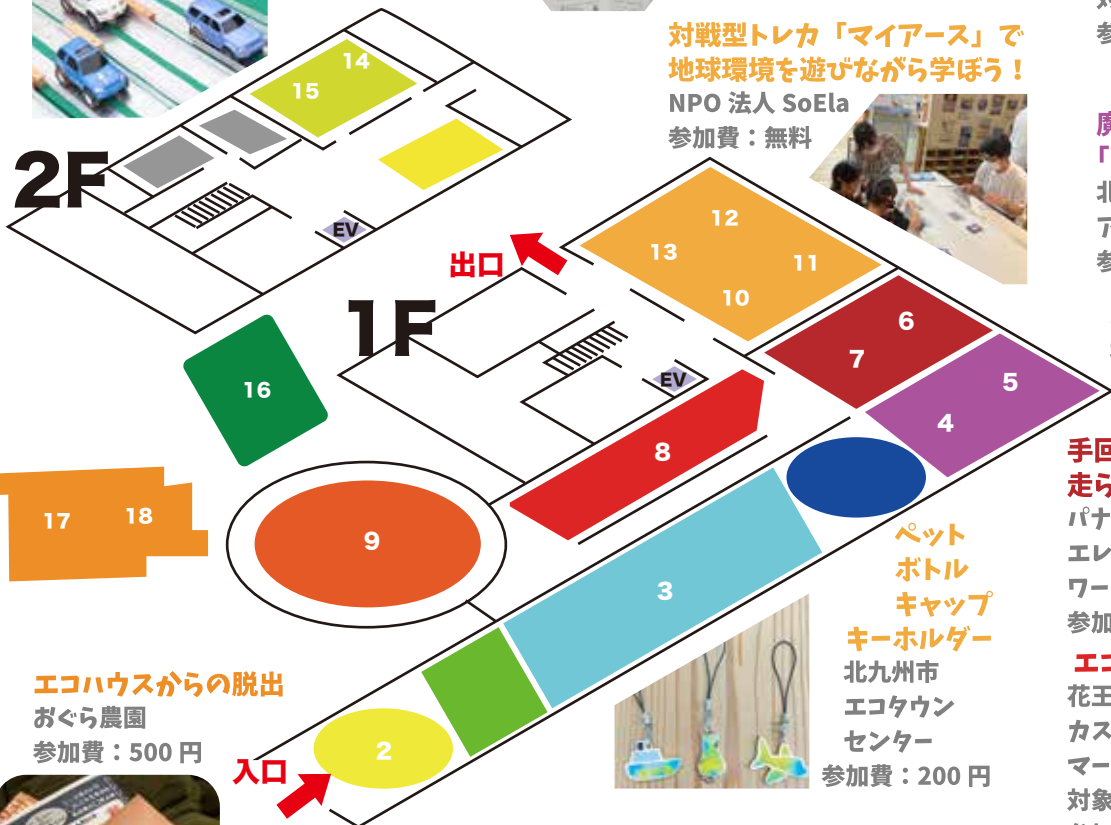 対戦型トレカ「マイアース」で
地球環境を遊びながら学ぼう！
NPO 法人 SoEla
参加費：無料
2F
14
15
EV
出口
1F
12
13
11
10
6
7
5
4
EV
8
16
17
18
9
3
2
入口
ペット
ボトル
キャップ
キーホルダー
北九州市
エコタウン
センター
参加費：200 円
エコハウスからの脱出
おぐら農園
参加費：500 円
参
「
北
手回
走ら
パナ
エレ
ワー
参加
エコ
花王
カス
マー
対象